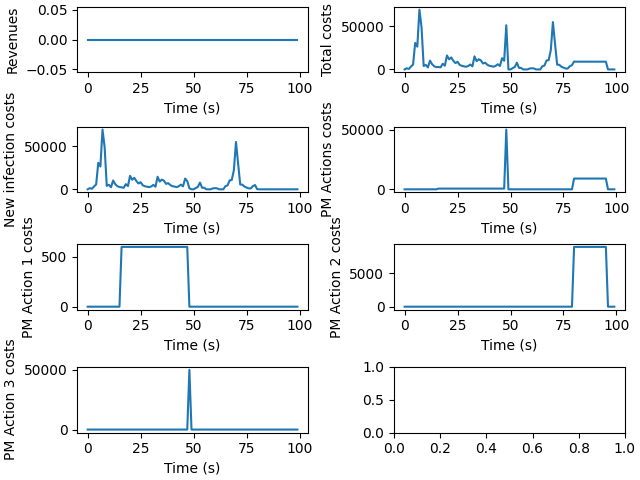 Revenues
0.05
0.00
−0.05
0 25 50 75 100
Time (s)
Total costs
50000
0
0 25 50 75 100
Time (s)
New infection costs
50000
0
0 25 50 75 100
Time (s)
PM Actions costs
50000
0
0 25 50 75 100
Time (s)
PM Action 1 costs
500
0
0 25 50 75 100
Time (s)
PM Action 2 costs
5000
0
0 25 50 75 100
Time (s)
PM Action 3 costs
50000
0
0 25 50 75 100
Time (s)
1.0
0.5
0.0
0.0 0.2 0.4 0.6 0.8 1.0